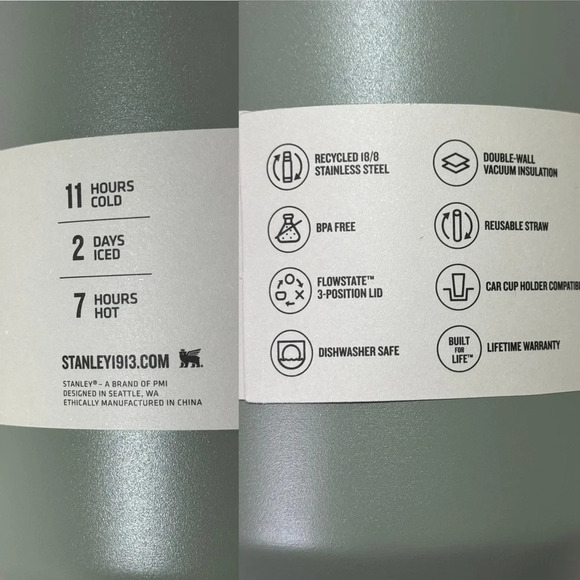 11 HOURS COLD
2 DAYS ICED
7 HOURS HOT
STANLEY1913.COM
STANLEY® – A BRAND OF PMI
DESIGNED IN SEATTLE, WA
ETHICALLY MANUFACTURED IN CHINA
RECYCLED 18/8
STAINLESS STEEL
BPA FREE
FLOWSTATE™
3-POSITION LID
DISHWASHER SAFE
DOUBLE-WALL
VACUUM INSULATION
REUSABLE STRAW
CAR CUP HOLDER COMPATIBE
BUILT
FOR
LIFE™
LIFETIME WARRANTY